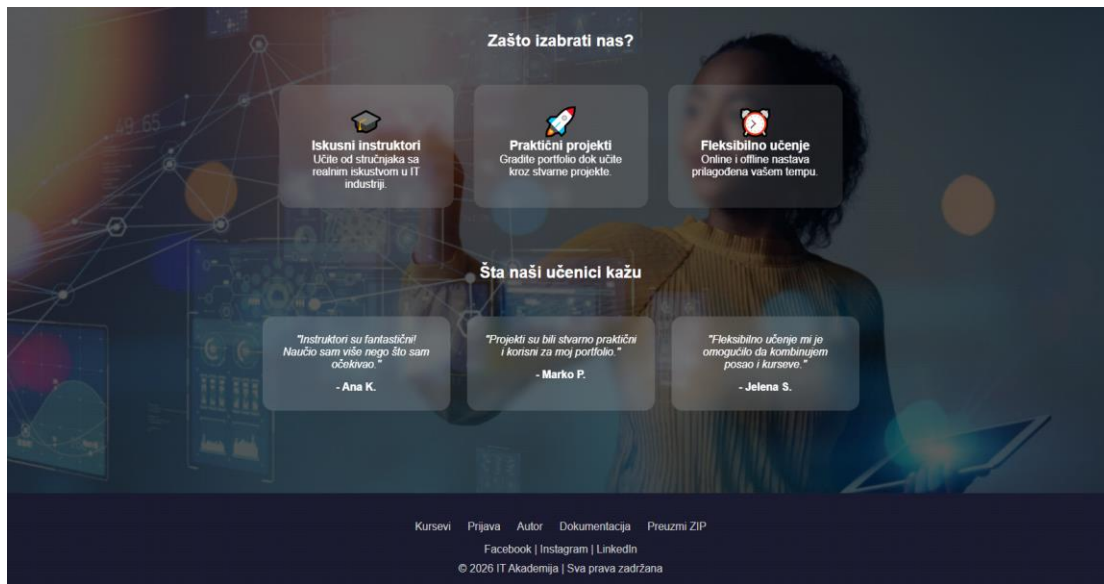 Zašto izabrati nas?
Iskusni instruktori
Učite od stručnjaka sa
realnim iskustvom u IT
industriji.
Praktični projekti
Gradite portfolio dok učite
kroz stvarne projekte.
Fleksibilno učenje
Online i offline nastava
prilagođena vašem tempu.
Šta naši učenici kažu
"Instruktori su fantastični!
Naučio sam više nego što sam
očekivao."
- Ana K.
"Projekti su bili stvarno praktični
i korisni za moj portfolio."
- Marko P.
"Fleksibilno učenje mi je
omogućilo da kombinujem
posao i kurseve."
- Jelena S.
49.65
Kursevi Prijava Autor Dokumentacija Preuzmi ZIP
Facebook | Instagram | LinkedIn
© 2026 IT Akademija | Sva prava zadržana